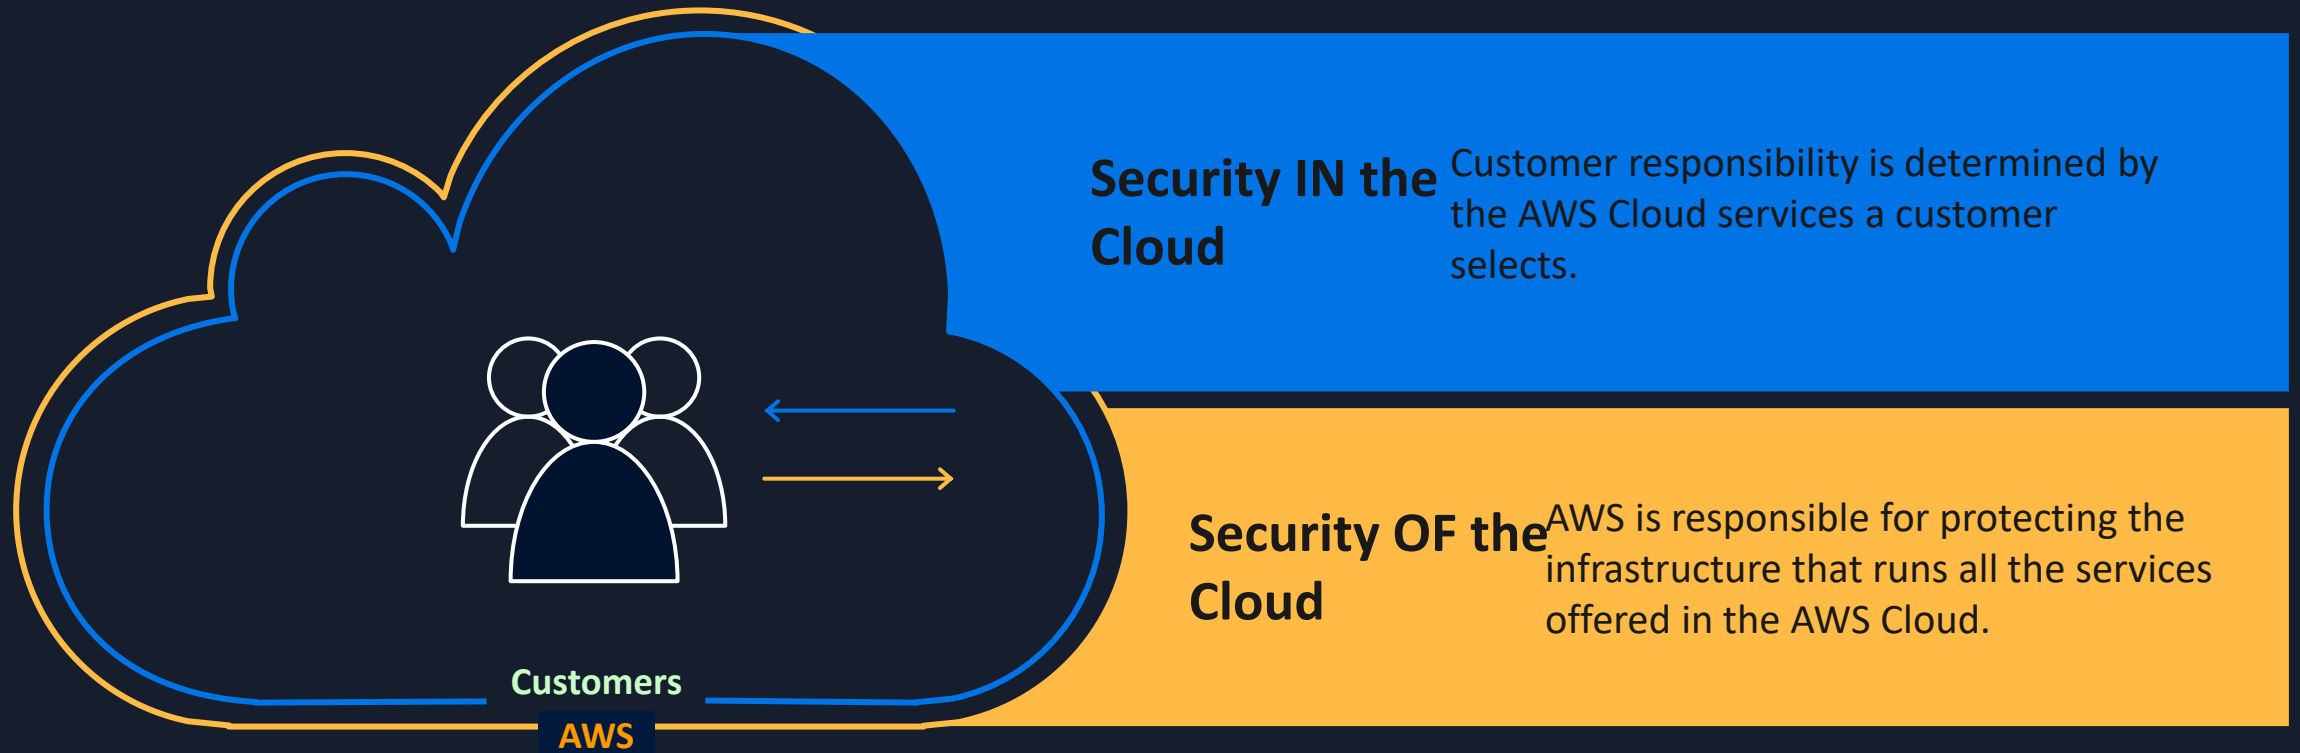 Security IN the
Cloud
Customer responsibility is determined by
the AWS Cloud services a customer
selects.
Security OF the
Cloud
AWS is responsible for protecting the
infrastructure that runs all the services
offered in the AWS Cloud.
Customers
AWS